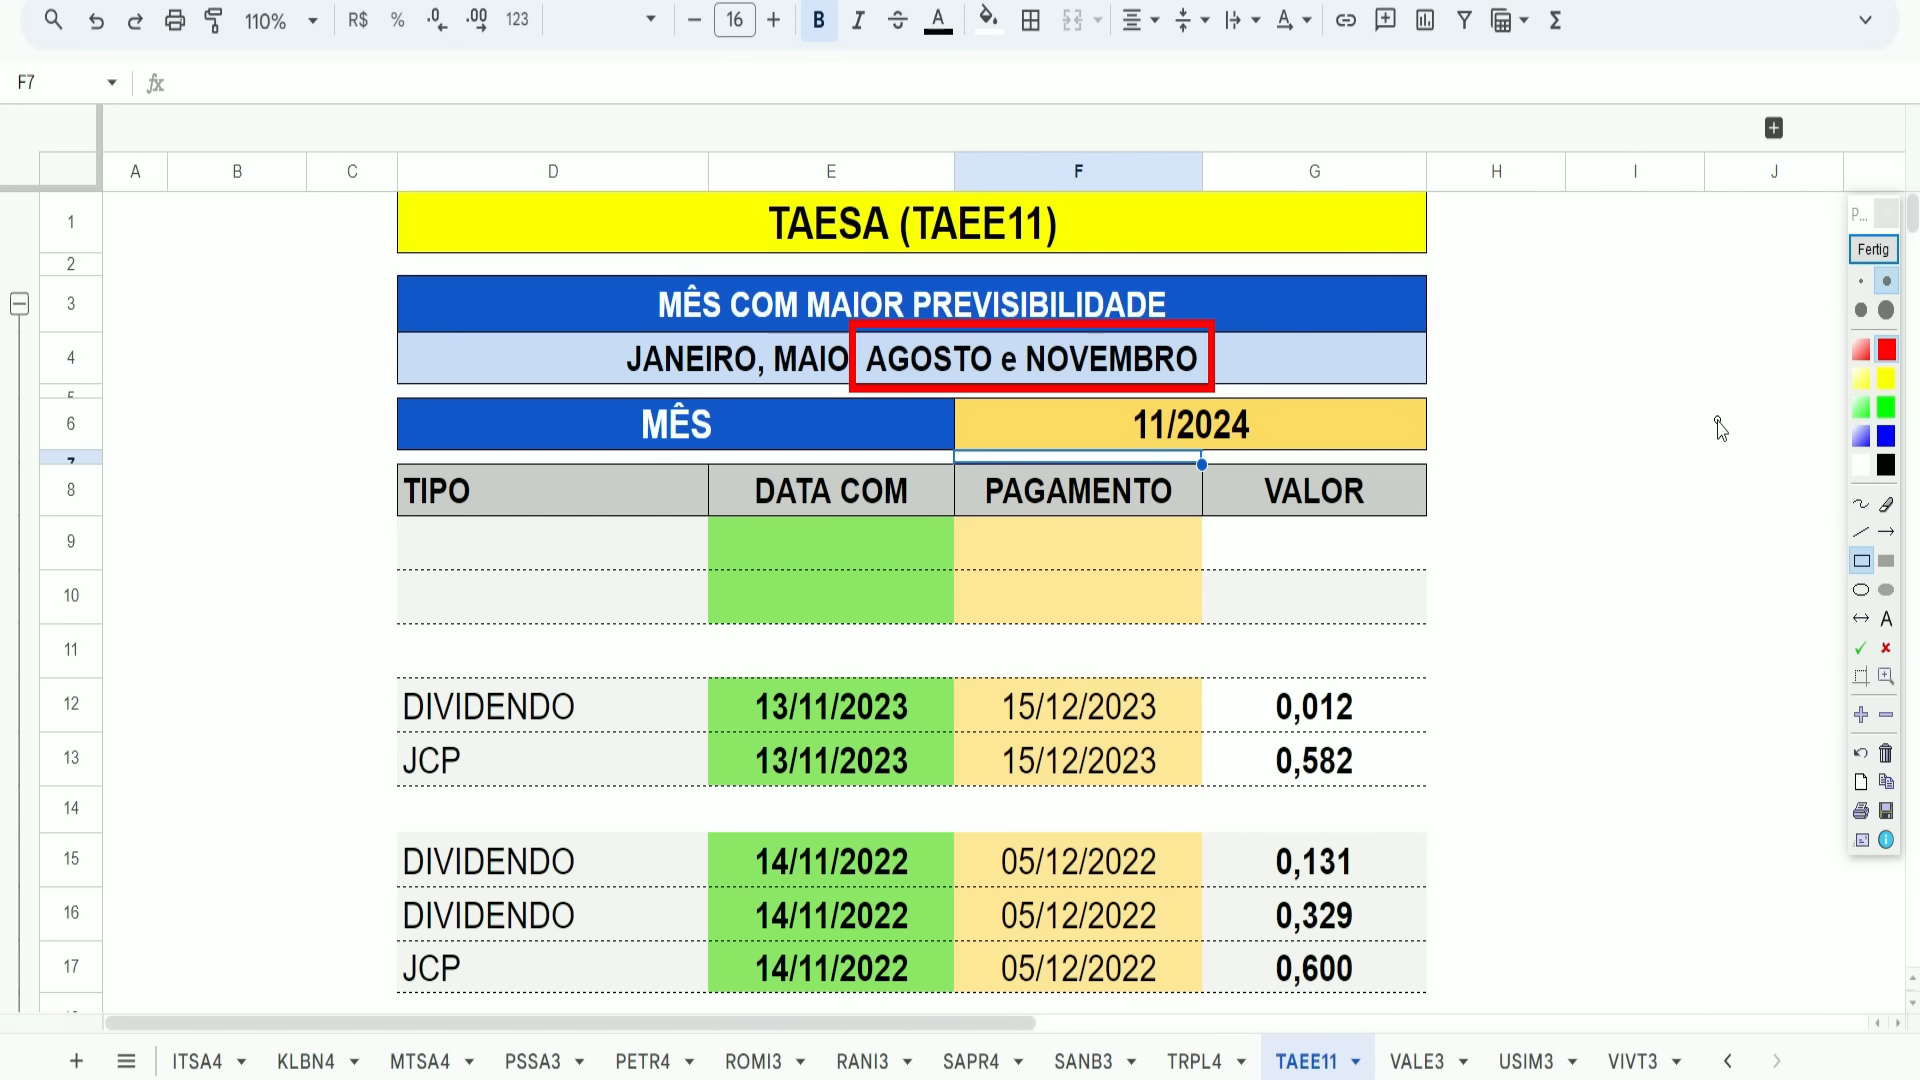 110% R$ % .0 .00 123 16 B I A A Σ
F7 fx
A B C D E F G H I J
1 TAESA (TAEE11)
2
3 MÊS COM MAIOR PREVISIBILIDADE
4 JANEIRO, MAIO AGOSTO e NOVEMBRO
5
6 MÊS 11/2024
7
8 TIPO DATA COM PAGAMENTO VALOR
9
10
11
12 DIVIDENDO 13/11/2023 15/12/2023 0,012
13 JCP 13/11/2023 15/12/2023 0,582
14
15 DIVIDENDO 14/11/2022 05/12/2022 0,131
16 DIVIDENDO 14/11/2022 05/12/2022 0,329
17 JCP 14/11/2022 05/12/2022 0,600
P...
Fertig
A
ITSA4 KLBN4 MTSA4 PSSA3 PETR4 ROMI3 RANI3 SAPR4 SANB3 TRPL4 TAEE11 VALE3 USIM3 VIVT3